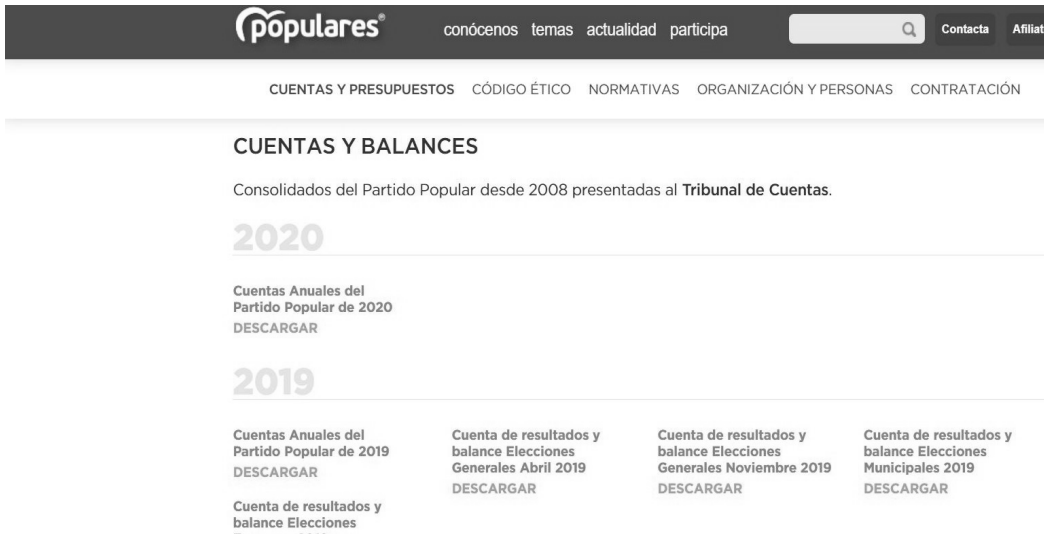 populares®
conócenos temas actualidad participa
Contacta
Afíliat
CUENTAS Y PRESUPUESTOS CÓDIGO ÉTICO NORMATIVAS ORGANIZACIÓN Y PERSONAS CONTRATACIÓN
CUENTAS Y BALANCES
Consolidados del Partido Popular desde 2008 presentadas al Tribunal de Cuentas.
2020
Cuentas Anuales del
Partido Popular de 2020
DESCARGAR
2019
Cuentas Anuales del
Partido Popular de 2019
DESCARGAR
Cuenta de resultados y
balance Elecciones
Generales Abril 2019
DESCARGAR
Cuenta de resultados y
balance Elecciones
Generales Noviembre 2019
DESCARGAR
Cuenta de resultados y
balance Elecciones
Municipales 2019
DESCARGAR
Cuenta de resultados y
balance Elecciones